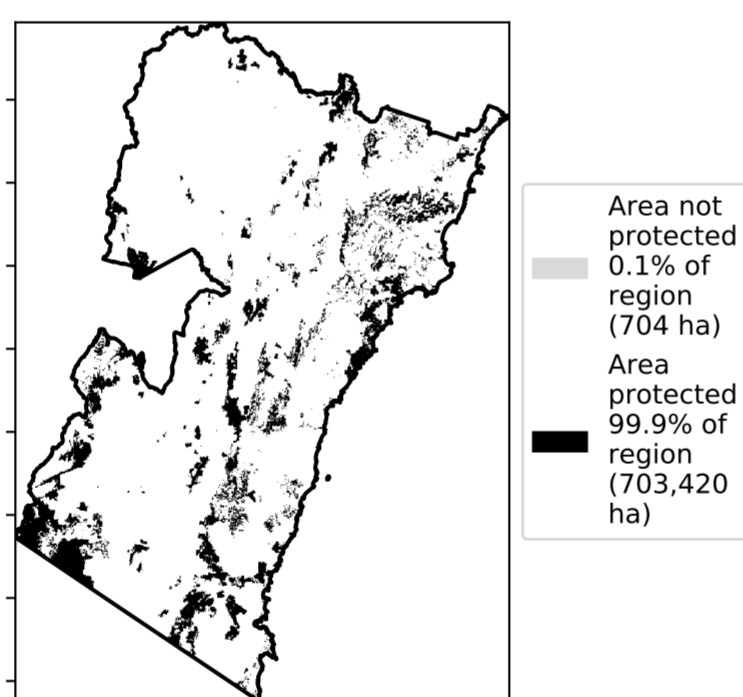 Area not
protected
0.1% of
region
(704 ha)
Area
protected
99.9% of
region
(703,420
ha)